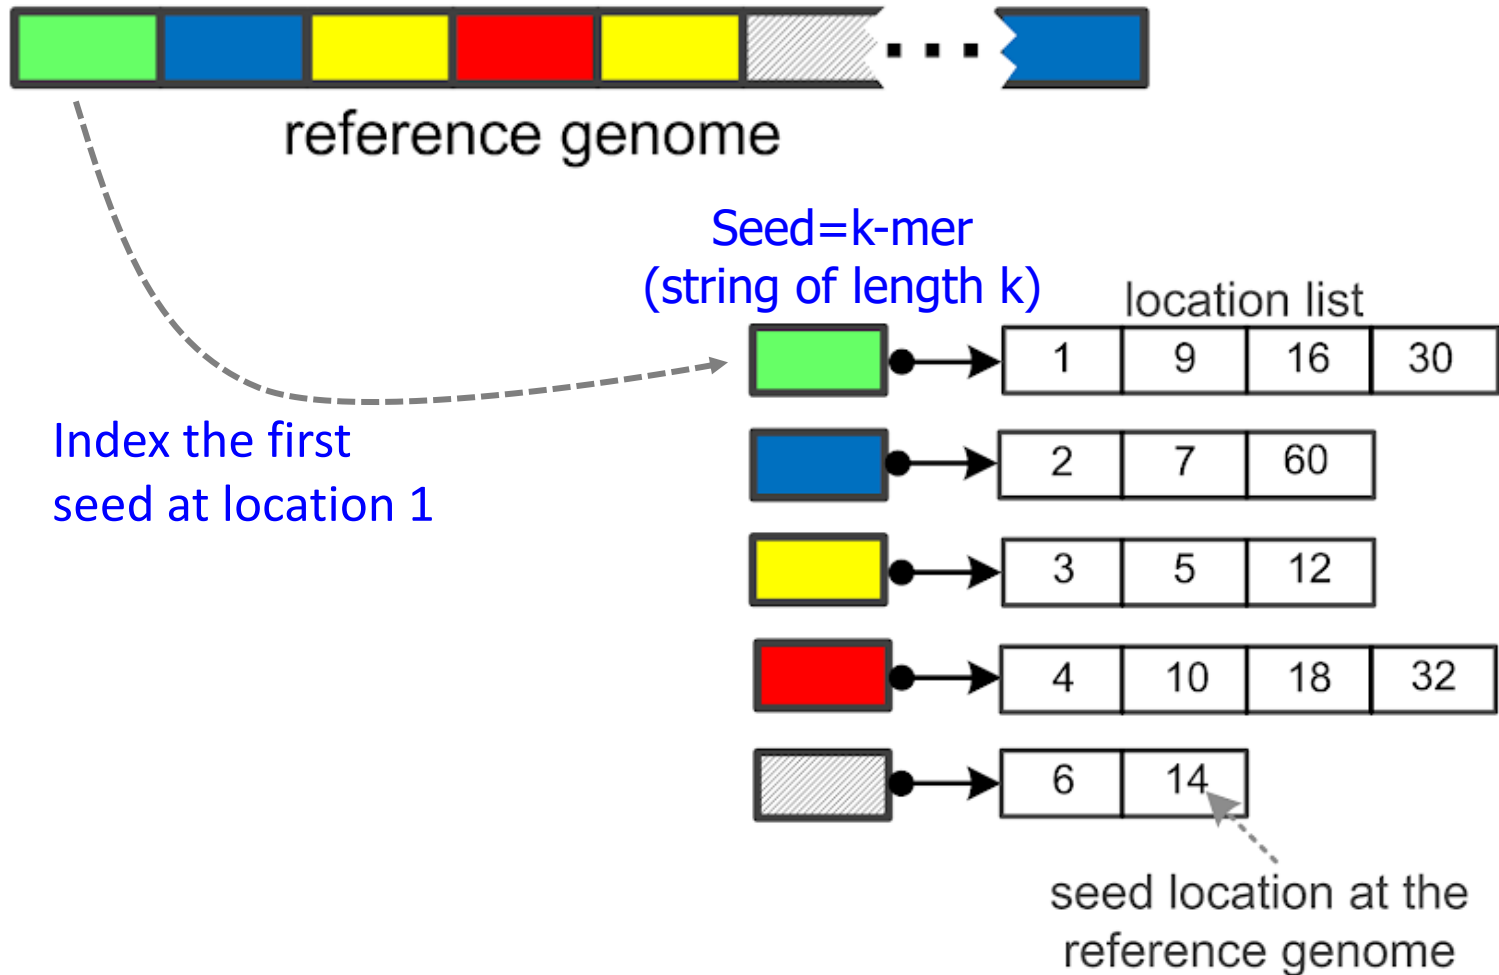 reference genome
Seed=k-mer
(string of length k)
location list
1 9 16 30
Index the first
seed at location 1
2 7 60
3 5 12
4 10 18 32
6 14
seed location at the
reference genome